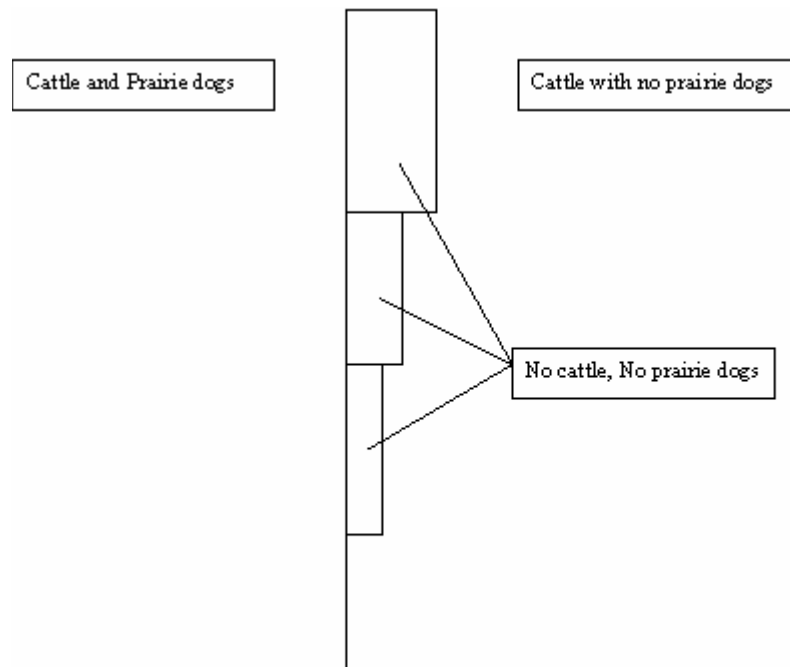 Cattle and Prairie dogs
Cattle with no prairie dogs
No cattle, No prairie dogs